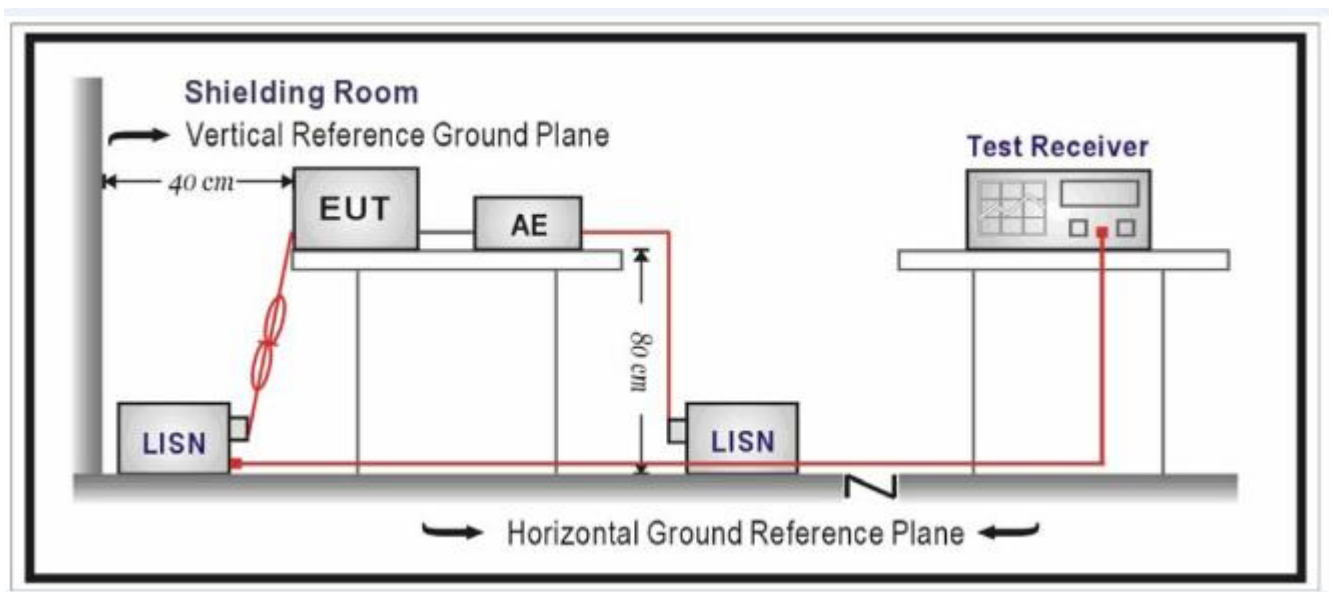 Shielding Room
Vertical Reference Ground Plane
Test Receiver
40 cm
EUT
AE
80 cm
LISN
LISN
Horizontal Ground Reference Plane